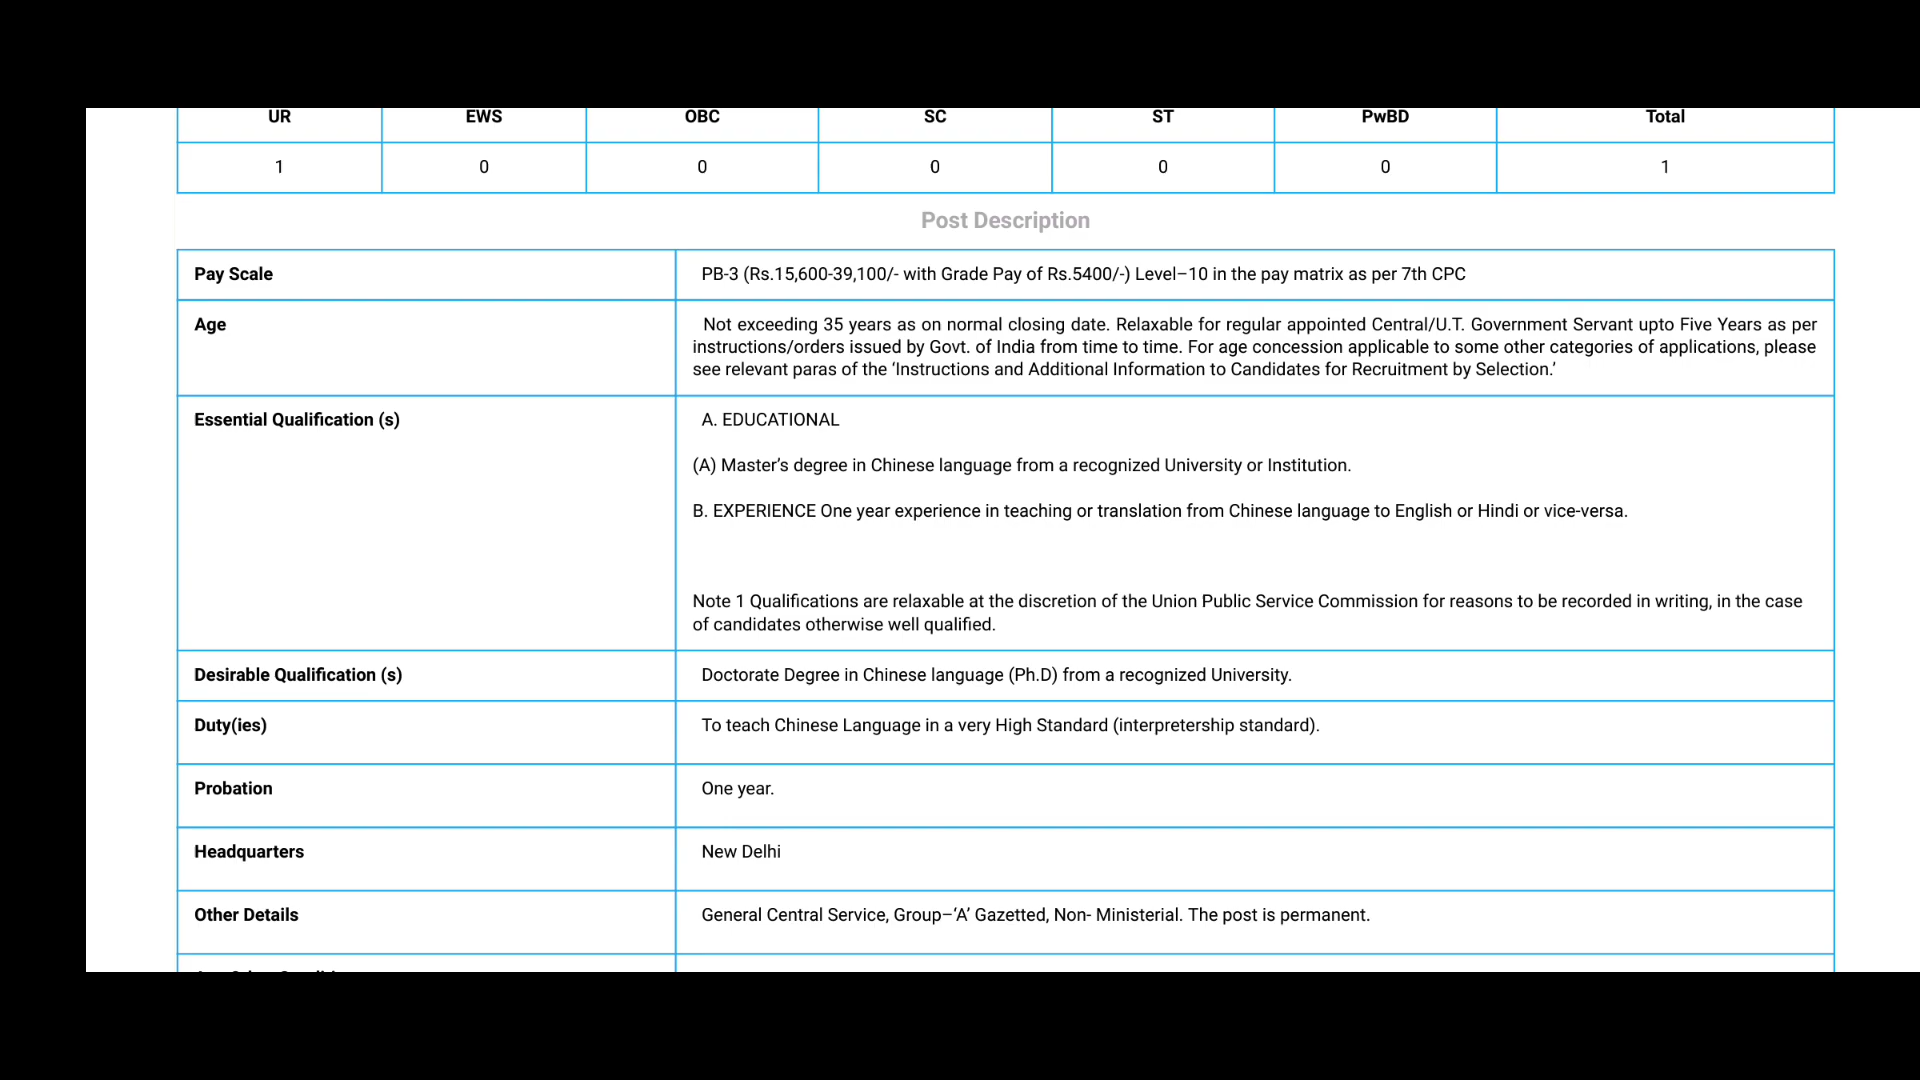 UR EWS OBC SC ST PwBD Total
1 0 0 0 0 0 1
Post Description
Pay Scale PB-3 (Rs.15,600-39,100/- with Grade Pay of Rs.5400/-) Level–10 in the pay matrix as per 7th CPC
Age Not exceeding 35 years as on normal closing date. Relaxable for regular appointed Central/U.T. Government Servant upto Five Years as per
instructions/orders issued by Govt. of India from time to time. For age concession applicable to some other categories of applications, please
see relevant paras of the ‘Instructions and Additional Information to Candidates for Recruitment by Selection.’
Essential Qualification (s) A. EDUCATIONAL
(A) Master’s degree in Chinese language from a recognized University or Institution.
B. EXPERIENCE One year experience in teaching or translation from Chinese language to English or Hindi or vice-versa.
Note 1 Qualifications are relaxable at the discretion of the Union Public Service Commission for reasons to be recorded in writing, in the case
of candidates otherwise well qualified.
Desirable Qualification (s) Doctorate Degree in Chinese language (Ph.D) from a recognized University.
Duty(ies) To teach Chinese Language in a very High Standard (interpretership standard).
Probation One year.
Headquarters New Delhi
Other Details General Central Service, Group–‘A’ Gazetted, Non- Ministerial. The post is permanent.